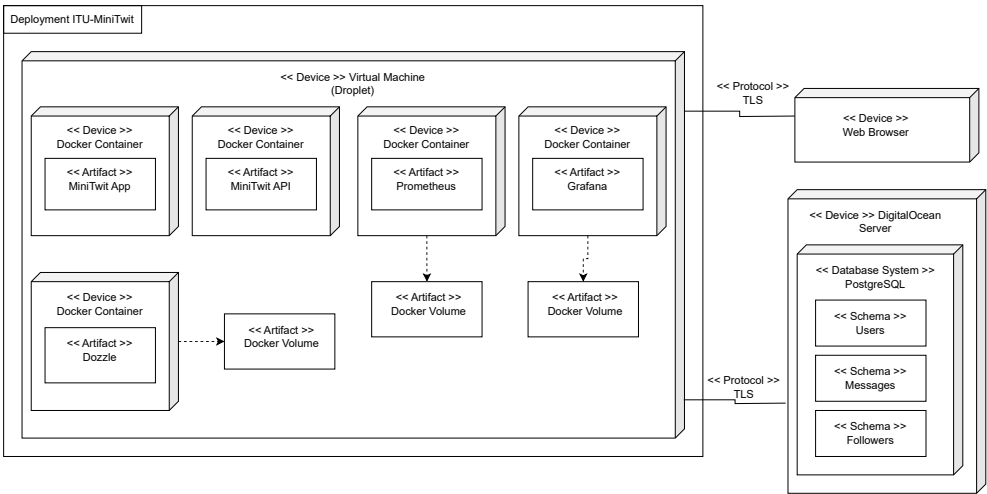 Deployment ITU-MiniTwit
<< Device >> Virtual Machine
(Droplet)
<< Device >>
Docker Container
<< Artifact >>
MiniTwit App
<< Device >>
Docker Container
<< Artifact >>
MiniTwit API
<< Device >>
Docker Container
<< Artifact >>
Prometheus
<< Device >>
Docker Container
<< Artifact >>
Grafana
<< Artifact >>
Docker Volume
<< Artifact >>
Docker Volume
<< Device >>
Docker Container
<< Artifact >>
Dozzle
<< Artifact >>
Docker Volume
<< Protocol >>
TLS
<< Device >>
Web Browser
<< Protocol >>
TLS
<< Device >> DigitalOcean
Server
<< Database System >>
PostgreSQL
<< Schema >>
Users
<< Schema >>
Messages
<< Schema >>
Followers